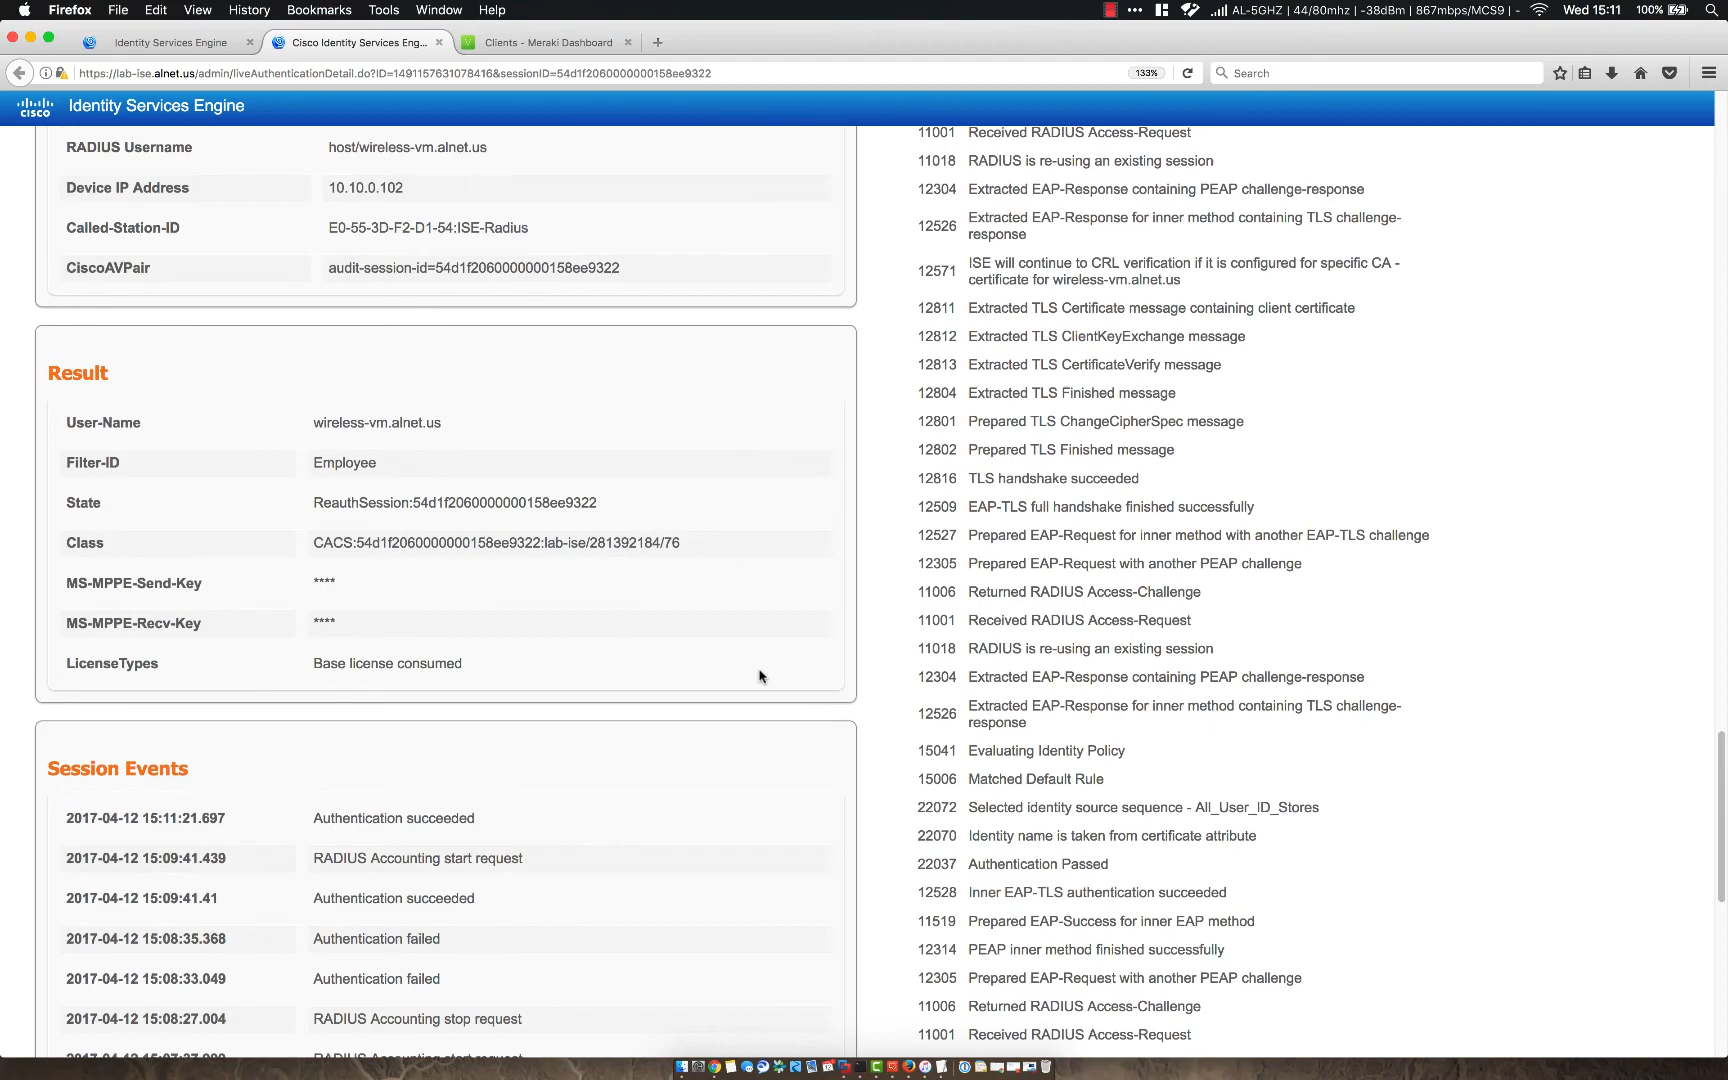 Firefox File Edit View History Bookmarks Tools Window Help
AL-5GHZ | 44/80mhz | -38dBm | 867mbps/MCS9 | - Wed 15:11 100%
Identity Services Engine
Cisco Identity Services Eng...
Clients - Meraki Dashboard
https://lab-ise.alnet.us/admin/liveAuthenticationDetail.do?ID=1491157631078416&sessionID=54d1f2060000000158ee9322
133%
Search
cisco Identity Services Engine
RADIUS Username host/wireless-vm.alnet.us
Device IP Address 10.10.0.102
Called-Station-ID E0-55-3D-F2-D1-54:ISE-Radius
CiscoAVPair audit-session-id=54d1f2060000000158ee9322
Result
User-Name wireless-vm.alnet.us
Filter-ID Employee
State ReauthSession:54d1f2060000000158ee9322
Class CACS:54d1f2060000000158ee9322:lab-ise/281392184/76
MS-MPPE-Send-Key ****
MS-MPPE-Recv-Key ****
LicenseTypes Base license consumed
Session Events
2017-04-12 15:11:21.697 Authentication succeeded
2017-04-12 15:09:41.439 RADIUS Accounting start request
2017-04-12 15:09:41.41 Authentication succeeded
2017-04-12 15:08:35.368 Authentication failed
2017-04-12 15:08:33.049 Authentication failed
2017-04-12 15:08:27.004 RADIUS Accounting stop request
11001 Received RADIUS Access-Request
11018 RADIUS is re-using an existing session
12304 Extracted EAP-Response containing PEAP challenge-response
12526 Extracted EAP-Response for inner method containing TLS challenge-
response
12571 ISE will continue to CRL verification if it is configured for specific CA -
certificate for wireless-vm.alnet.us
12811 Extracted TLS Certificate message containing client certificate
12812 Extracted TLS ClientKeyExchange message
12813 Extracted TLS CertificateVerify message
12804 Extracted TLS Finished message
12801 Prepared TLS ChangeCipherSpec message
12802 Prepared TLS Finished message
12816 TLS handshake succeeded
12509 EAP-TLS full handshake finished successfully
12527 Prepared EAP-Request for inner method with another EAP-TLS challenge
12305 Prepared EAP-Request with another PEAP challenge
11006 Returned RADIUS Access-Challenge
11001 Received RADIUS Access-Request
11018 RADIUS is re-using an existing session
12304 Extracted EAP-Response containing PEAP challenge-response
12526 Extracted EAP-Response for inner method containing TLS challenge-
response
15041 Evaluating Identity Policy
15006 Matched Default Rule
22072 Selected identity source sequence - All_User_ID_Stores
22070 Identity name is taken from certificate attribute
22037 Authentication Passed
12528 Inner EAP-TLS authentication succeeded
11519 Prepared EAP-Success for inner EAP method
12314 PEAP inner method finished successfully
12305 Prepared EAP-Request with another PEAP challenge
11006 Returned RADIUS Access-Challenge
11001 Received RADIUS Access-Request